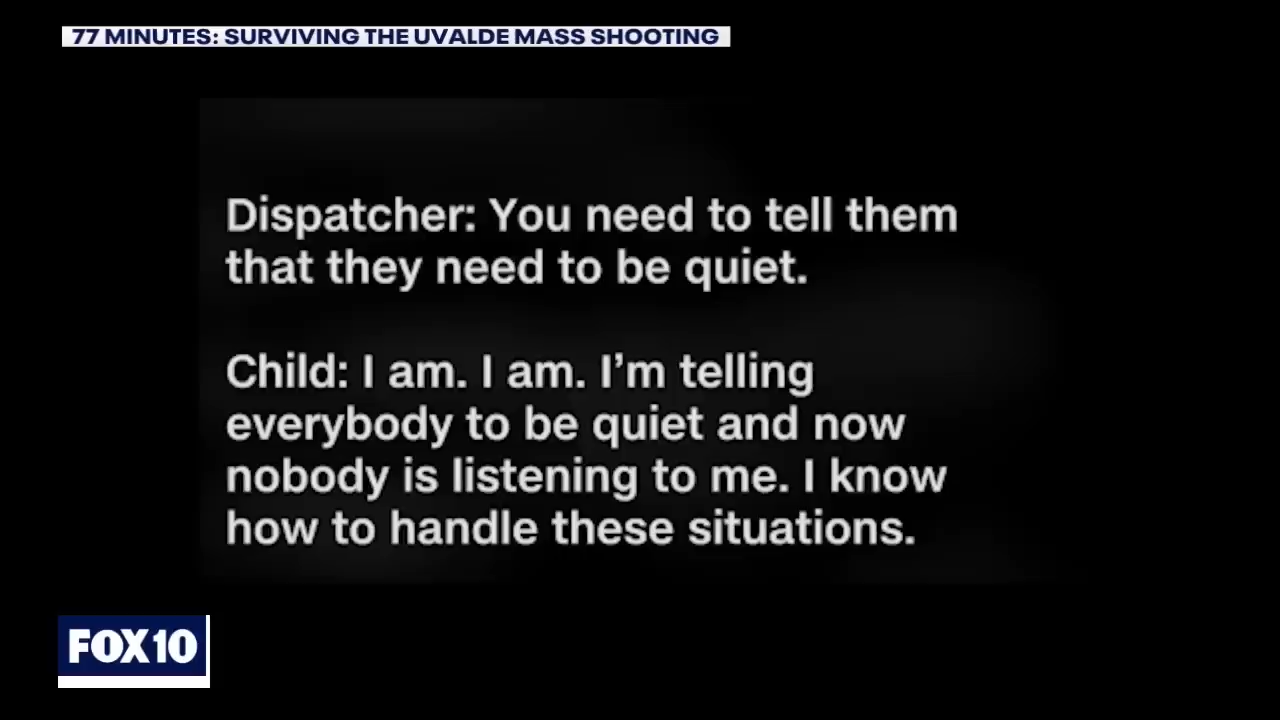 77 MINUTES: SURVIVING THE UVALDE MASS SHOOTING
Dispatcher: You need to tell them
that they need to be quiet.
Child: I am. I am. I’m telling
everybody to be quiet and now
nobody is listening to me. I know
how to handle these situations.
FOX10